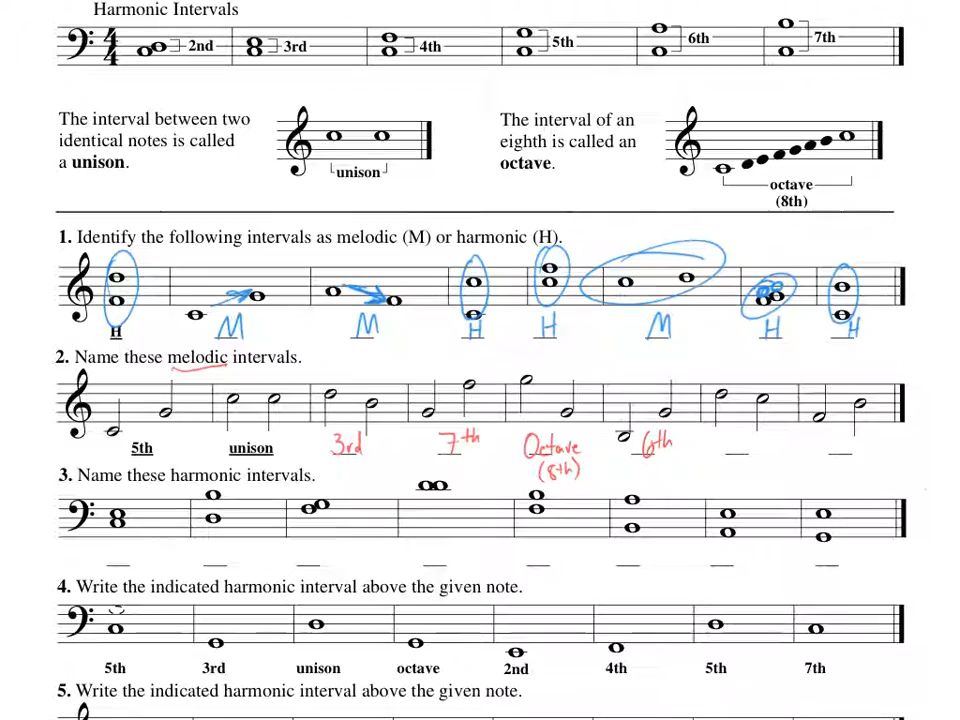 Harmonic Intervals
4 4 2nd 3rd 4th 5th 6th 7th
The interval between two
identical notes is called
a unison.
unison
The interval of an
eighth is called an
octave.
octave
(8th)
1. Identify the following intervals as melodic (M) or harmonic (H).
H M M H H M H H
2. Name these melodic intervals.
5th unison 3rd 7th Octave (8th) 6th
3. Name these harmonic intervals.
4. Write the indicated harmonic interval above the given note.
5th 3rd unison octave 2nd 4th 5th 7th
5. Write the indicated harmonic interval above the given note.